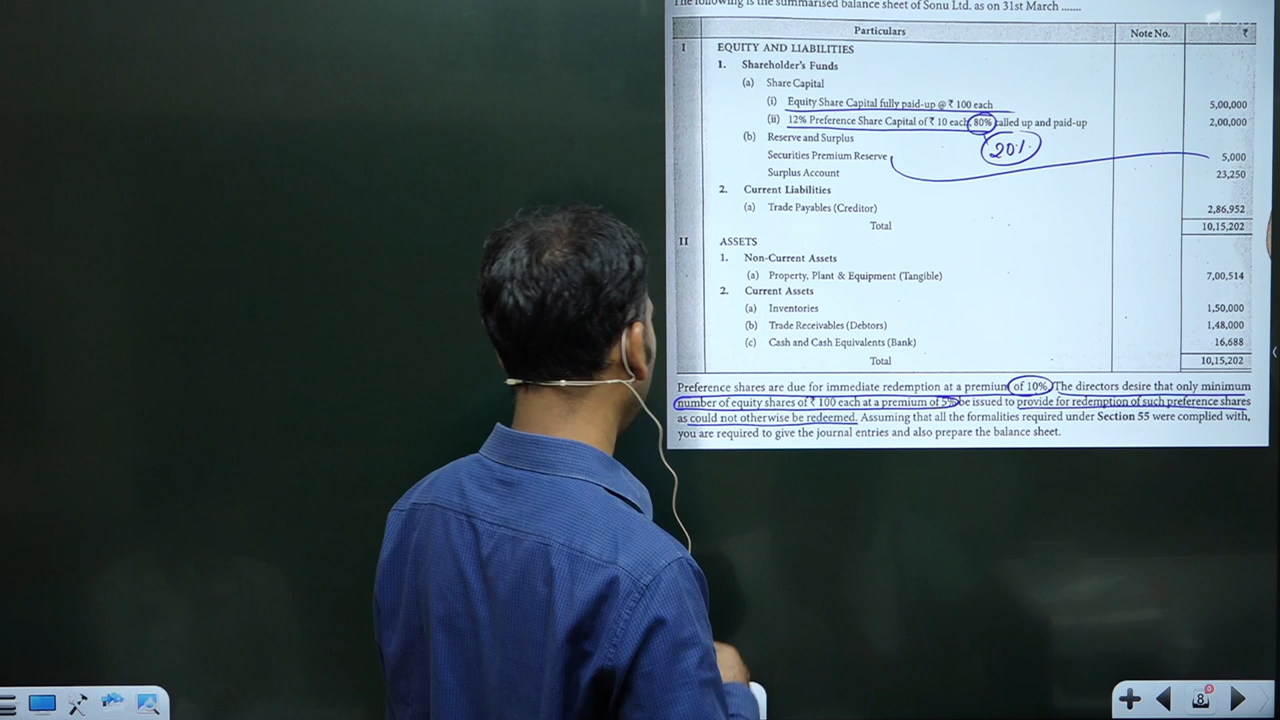 The following is the summarised balance sheet of Sonu Ltd. as on 31st March .......
Particulars Note No. ₹
I EQUITY AND LIABILITIES
1. Shareholder's Funds
(a) Share Capital
(i) Equity Share Capital fully paid-up @ ₹ 100 each 5,00,000
(ii) 12% Preference Share Capital of ₹ 10 each, 80% called up and paid-up 2,00,000
(b) Reserve and Surplus
20%
Securities Premium Reserve 5,000
Surplus Account 23,250
2. Current Liabilities
(a) Trade Payables (Creditor) 2,86,952
Total 10,15,202
II ASSETS
1. Non-Current Assets
(a) Property, Plant & Equipment (Tangible) 7,00,514
2. Current Assets
(a) Inventories 1,50,000
(b) Trade Receivables (Debtors) 1,48,000
(c) Cash and Cash Equivalents (Bank) 16,688
Total 10,15,202
Preference shares are due for immediate redemption at a premium of 10%. The directors desire that only minimum
number of equity shares of ₹ 100 each at a premium of 5% be issued to provide for redemption of such preference shares
as could not otherwise be redeemed. Assuming that all the formalities required under Section 55 were complied with,
you are required to give the journal entries and also prepare the balance sheet.
8